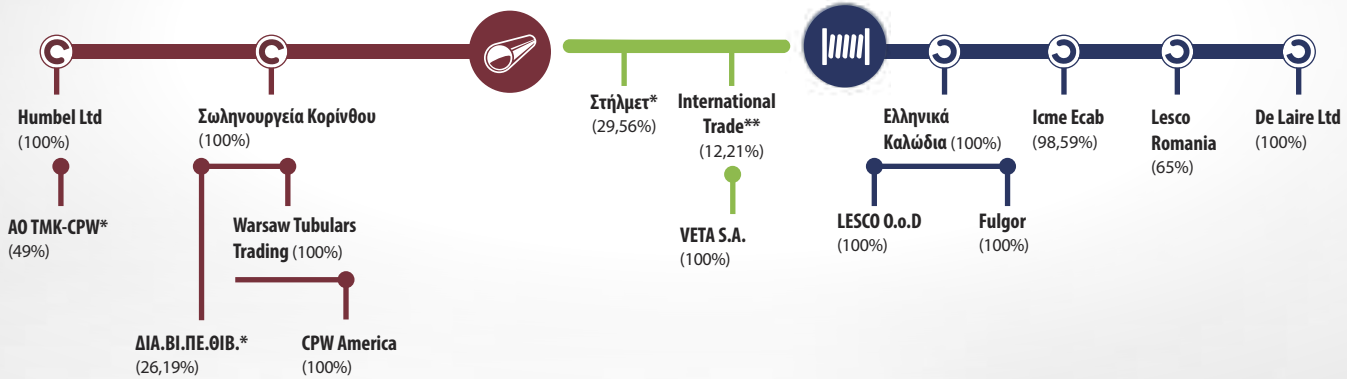 Humbel Ltd
(100%)
Σωληνουργεία Κορίνθου
(100%)
Στήλμετ*
(29,56%)
International
Trade**
(12,21%)
Ελληνικά
Καλώδια (100%)
Icme Ecab
(98,59%)
Lesco
Romania
(65%)
De Laire Ltd
(100%)
AO TMK-CPW*
(49%)
Warsaw Tubulars
Trading (100%)
VETA S.A.
(100%)
LESCO O.o.D
(100%)
Fulgor
(100%)
ΔΙΑ.ΒΙ.ΠΕ.ΘΙΒ.*
(26,19%)
CPW America
(100%)